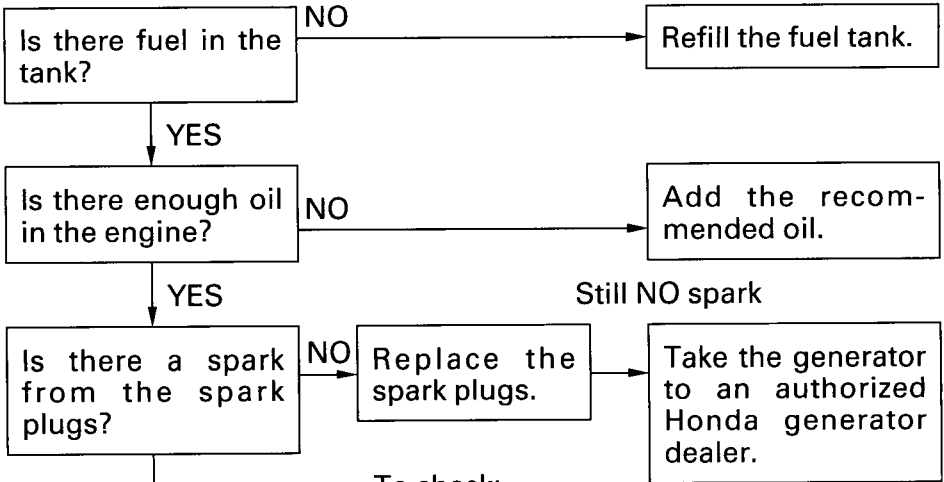 Is there fuel in the
tank?
NO
Refill the fuel tank.
YES
Is there enough oil
in the engine?
NO
Add the recom-
mended oil.
YES
Is there a spark
from the spark
plugs?
NO
Replace the
spark plugs.
Still NO spark
Take the generator
to an authorized
Honda generator
dealer.
To check: